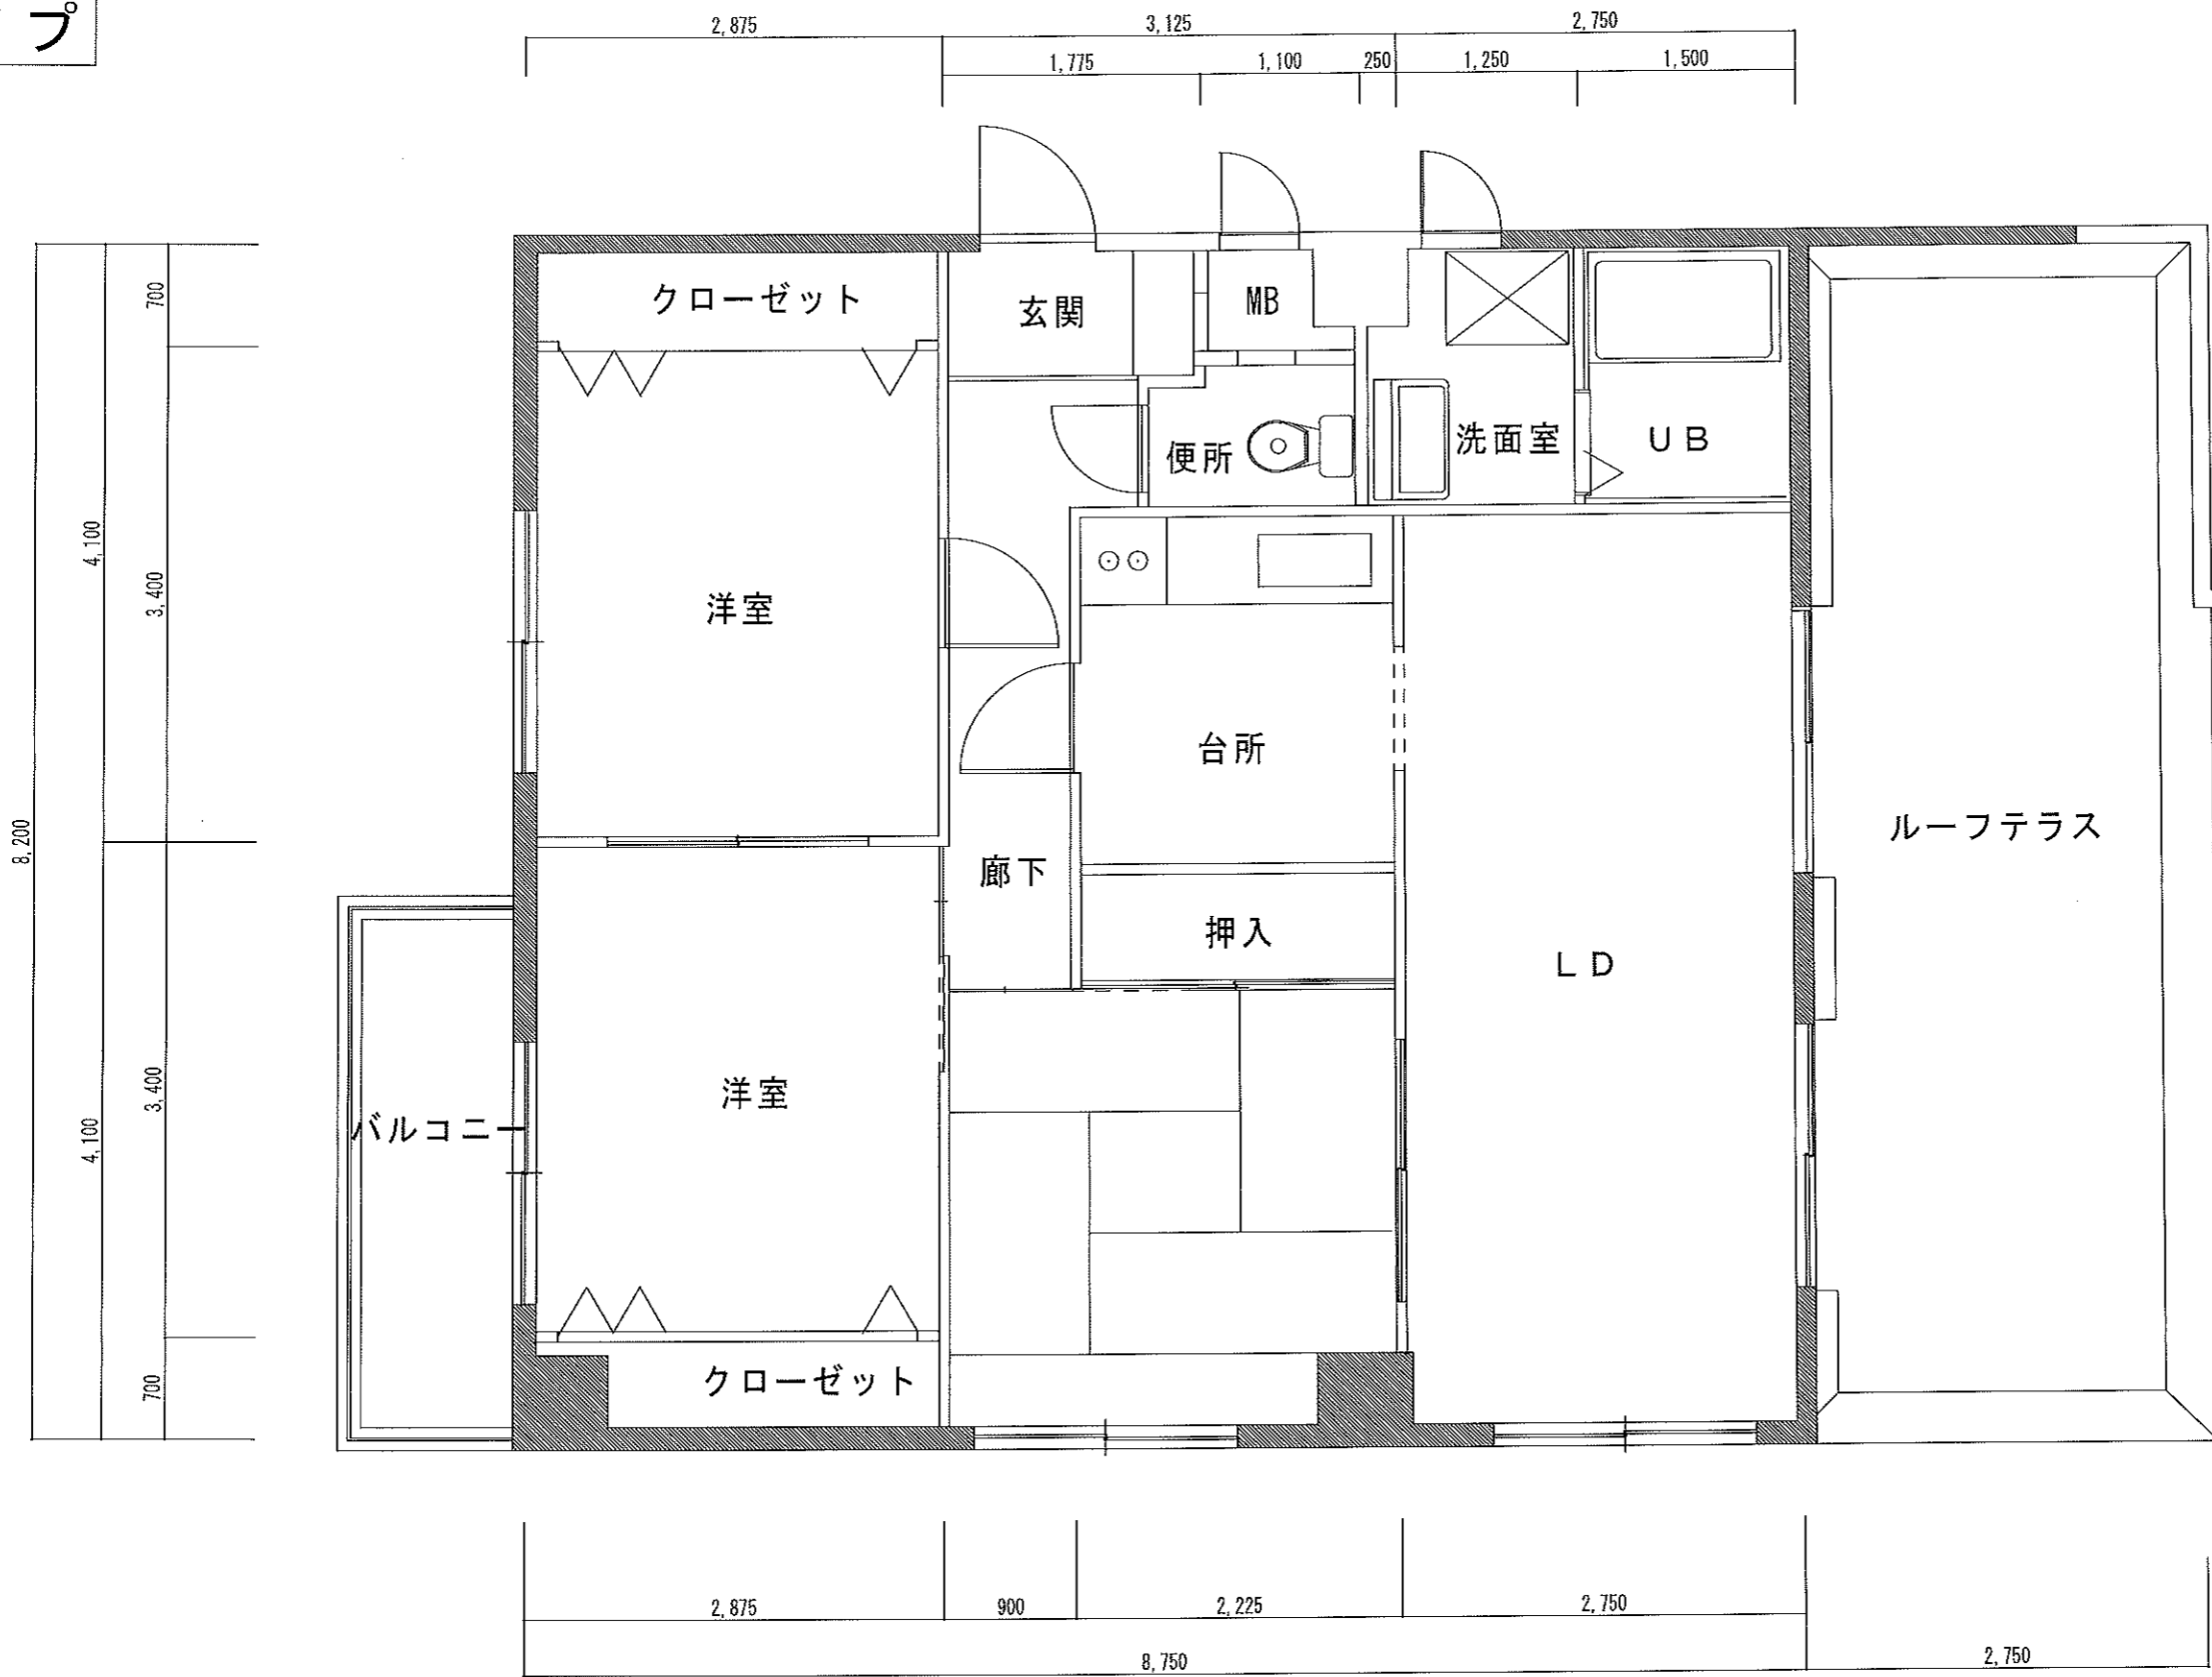 プ
2,875 3,125 2,750
1,775 1,100 250 1,250 1,500
クローゼット
玄関
MB
便所
洗面室
UB
洋室
台所
廊下
押入
LD
ルーフテラス
洋室
バルコニー
クローゼット
700
3,400
4,100
8,200
3,400
4,100
700
2,875 900 2,225 2,750
8,750 2,750